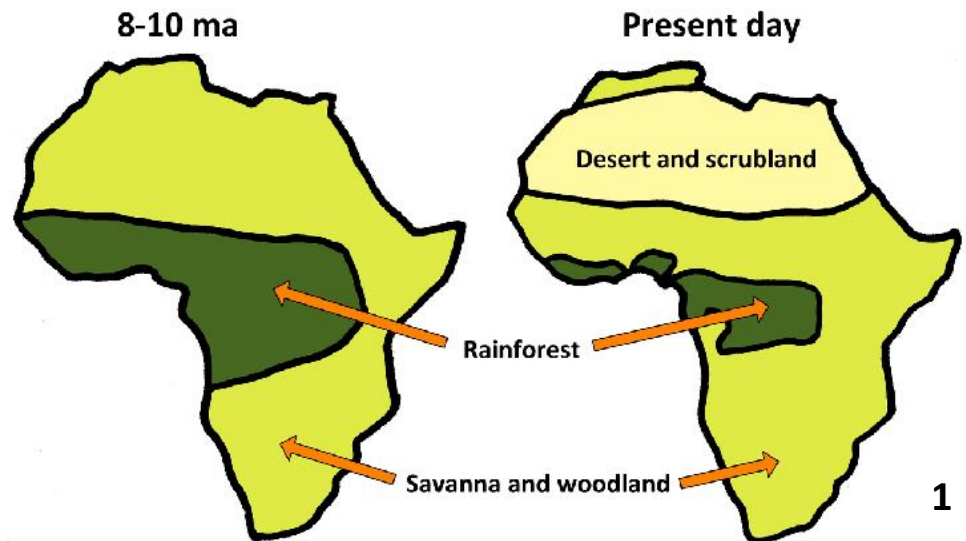 8-10 ma
Present day
Desert and scrubland
Rainforest
Savanna and woodland
1